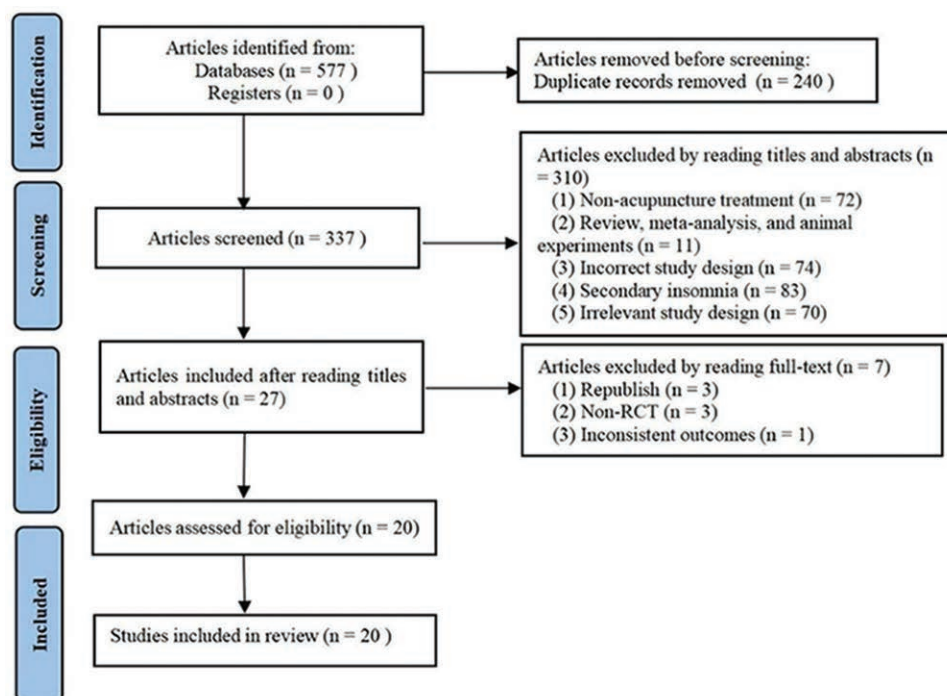 Identification
Articles identified from:
Databases (n = 577)
Registers (n = 0 )
Articles removed before screening:
Duplicate records removed (n = 240 )
Screening
Articles screened (n = 337 )
Articles excluded by reading titles and abstracts (n
= 310)
(1) Non-acupuncture treatment (n = 72)
(2) Review, meta-analysis, and animal
experiments (n = 11)
(3) Incorrect study design (n = 74)
(4) Secondary insomnia (n = 83)
(5) Irrelevant study design (n = 70)
Eligibility
Articles included after reading titles
and abstracts (n = 27)
Articles excluded by reading full-text (n = 7)
(1) Republish (n = 3)
(2) Non-RCT (n = 3)
(3) Inconsistent outcomes (n = 1)
Articles assessed for eligibility (n = 20)
Included
Studies included in review (n = 20 )